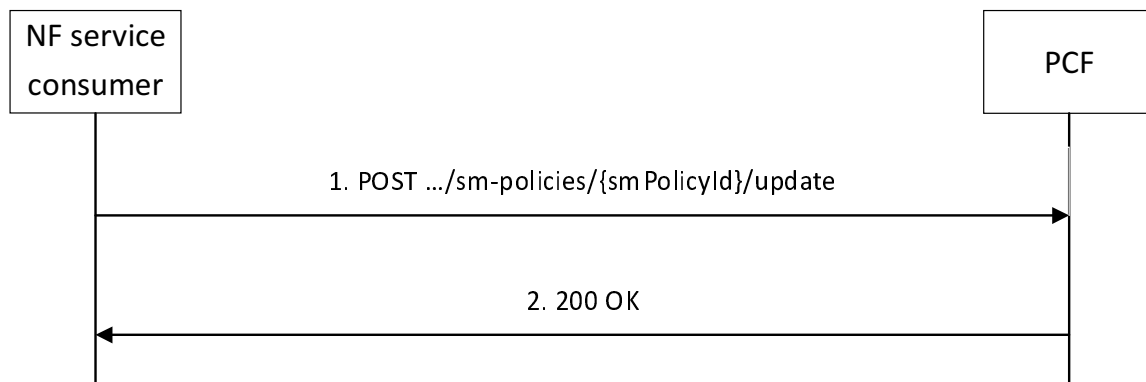 NF service
consumer
PCF
1. POST .../sm-policies/{smPolicyId}/update
2. 200 OK